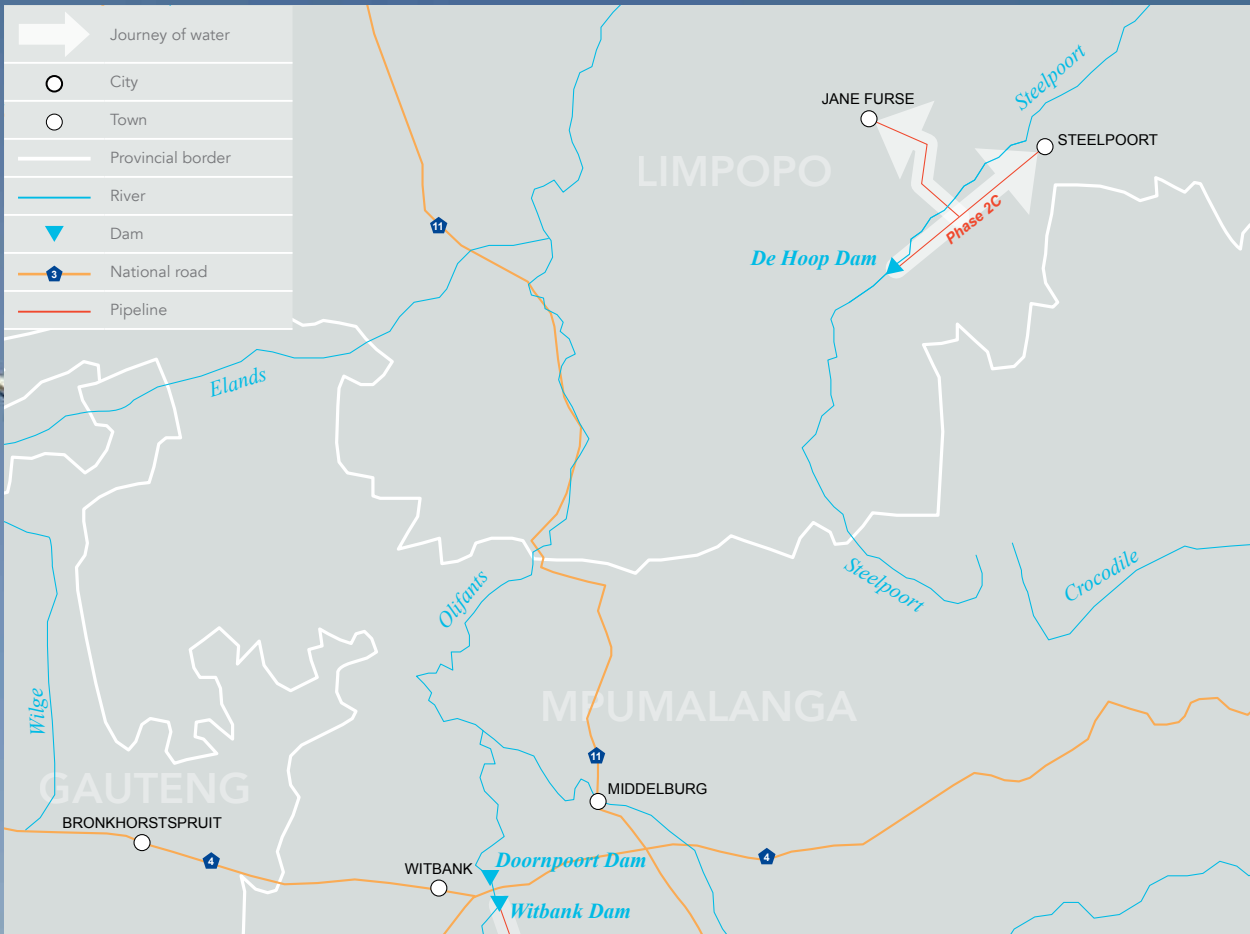 Journey of water
City
Town
Provincial border
River
Dam
3
National road
Pipeline
Steelpoort
JANE FURSE
STEELPOORT
LIMPOPO
11
Phase 2C
De Hoop Dam
Elands
Steelpoort
Crocodile
Olifants
Wilge
MPUMALANGA
11
GAUTENG
MIDDELBURG
BRONKHORSTSPRUIT
4
4
WITBANK
Doornpoort Dam
Witbank Dam